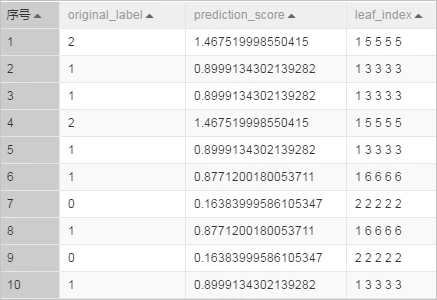 序号 original_label prediction_score leaf_index
1 2 1.467519998550415 1 5 5 5 5
2 1 0.8999134302139282 1 3 3 3 3
3 1 0.8999134302139282 1 3 3 3 3
4 2 1.467519998550415 1 5 5 5 5
5 1 0.8999134302139282 1 3 3 3 3
6 1 0.8771200180053711 1 6 6 6 6
7 0 0.16383999586105347 2 2 2 2 2
8 1 0.8771200180053711 1 6 6 6 6
9 0 0.16383999586105347 2 2 2 2 2
10 1 0.8999134302139282 1 3 3 3 3